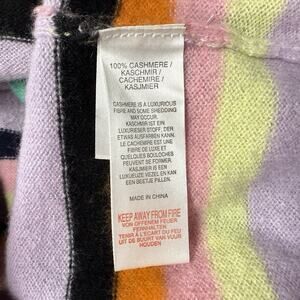 100% CASHMERE /
KASCHMIR /
CACHEMIRE /
KASJMIER
CASHMERE IS A LUXURIOUS
FIBRE AND SOME SHEDDING
MAY OCCUR.
KASCHMIR IST EIN
LUXURIÖSER STOFF, DER
ETWAS AUSFÄRBEN KANN.
LE CACHEMIRE EST UNE
FIBRE DE LUXE ET
QUELQUES BOULOCHES
PEUVENT SE FORMER.
KASJMIER IS EEN
LUXUEUZE VEZEL EN KAN
EEN BEETJE PILLEN.
MADE IN CHINA
KEEP AWAY FROM FIRE
VON OFFENEM FEUER
FERNHALTEN
TENIR À L'ÉCART DU FEU
UIT DE BUURT VAN VUUR
HOUDEN